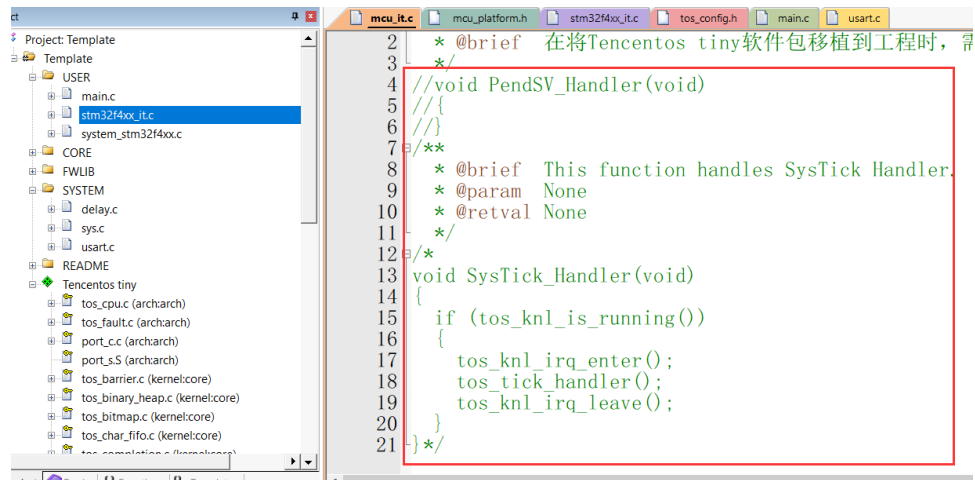 ct
Project: Template
Template
USER
main.c
stm32f4xx_it.c
system_stm32f4xx.c
CORE
FWLIB
SYSTEM
delay.c
sys.c
usart.c
README
Tencentos tiny
tos_cpu.c (arch:arch)
tos_fault.c (arch:arch)
port_c.c (arch:arch)
port_s.S (arch:arch)
tos_barrier.c (kernel:core)
tos_binary_heap.c (kernel:core)
tos_bitmap.c (kernel:core)
tos_char_fifo.c (kernel:core)
tos_completion.c (kernel:core)
mcu_it.c mcu_platform.h stm32f4xx_it.c tos_config.h main.c usart.c
2 * @brief 在将Tencentos tiny软件包移植到工程时，需
3 */
4 //void PendSV_Handler(void)
5 //{
6 //}
7 /**
8 * @brief This function handles SysTick Handler.
9 * @param None
10 * @retval None
11 */
12 /*
13 void SysTick_Handler(void)
14 {
15 if (tos_knl_is_running())
16 {
17 tos_knl_irq_enter();
18 tos_tick_handler();
19 tos_knl_irq_leave();
20 }
21 }*/